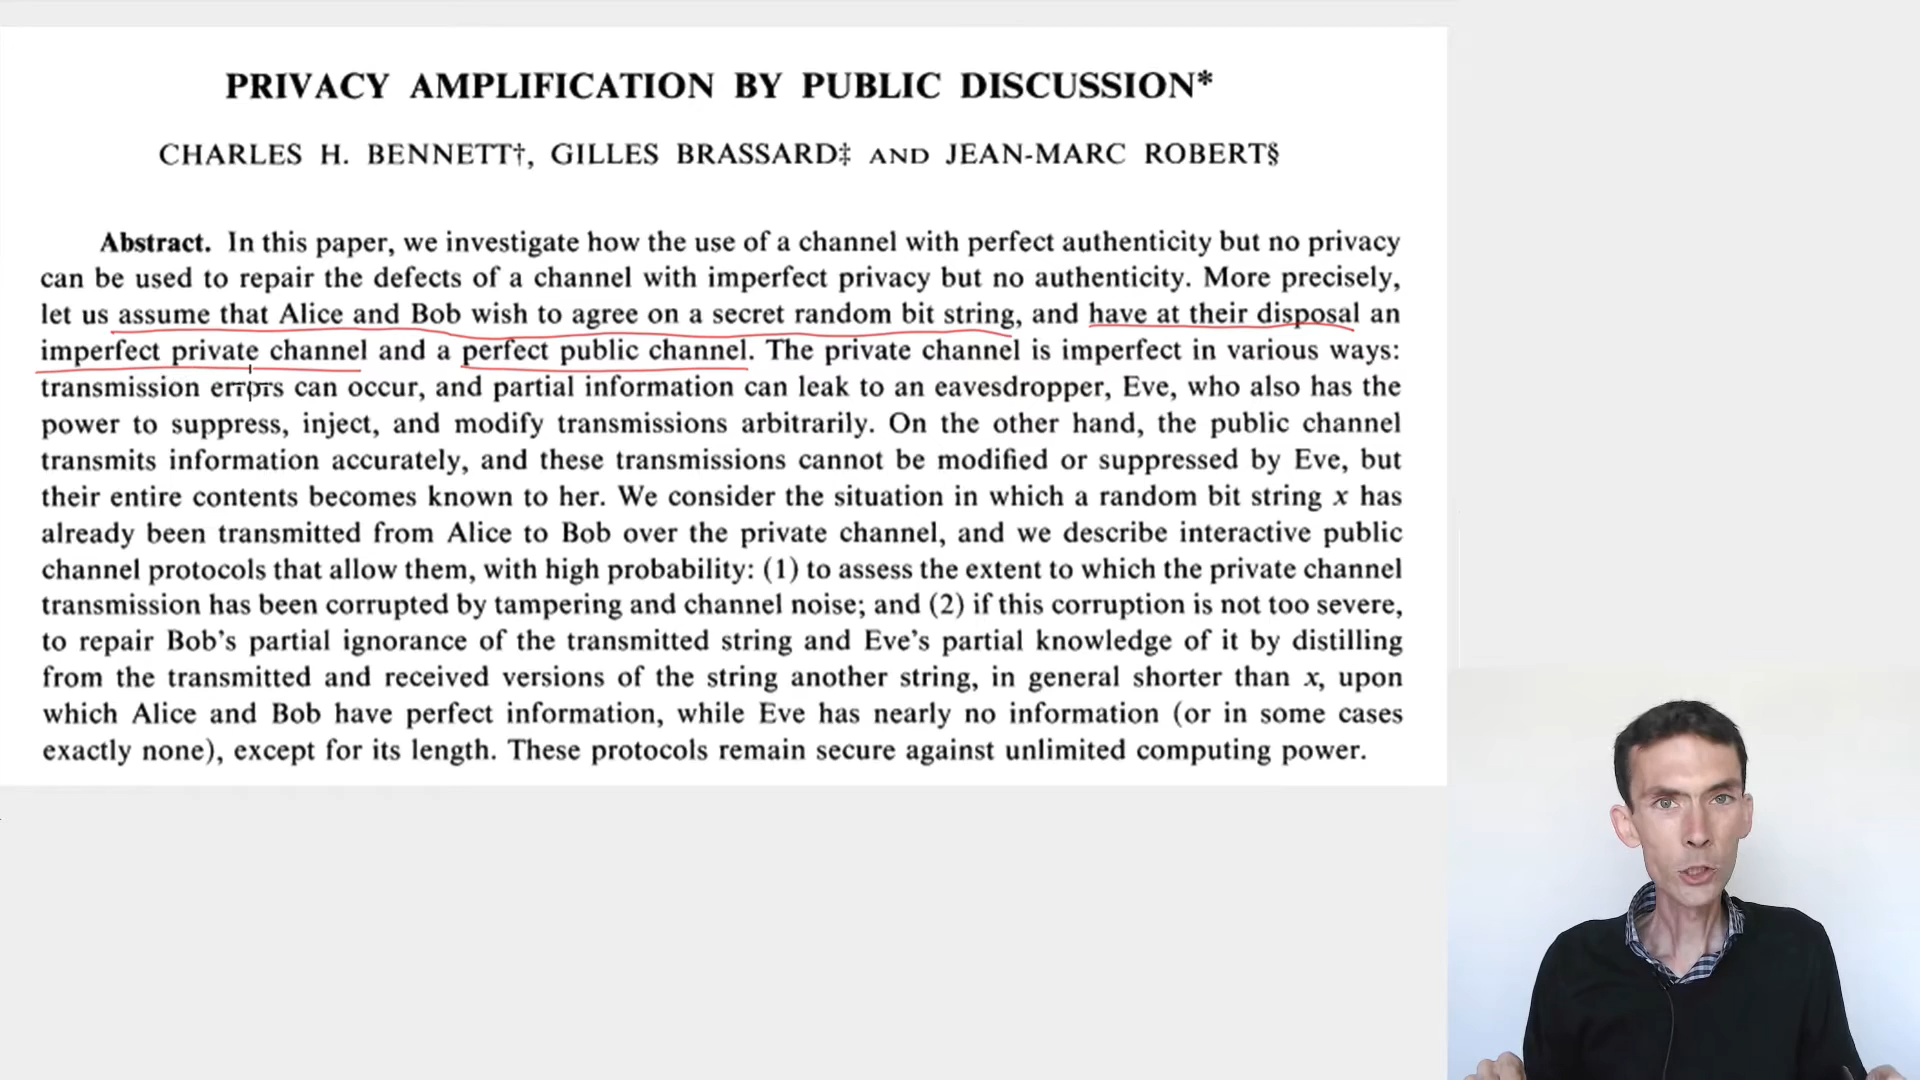 PRIVACY AMPLIFICATION BY PUBLIC DISCUSSION*
CHARLES H. BENNETT†, GILLES BRASSARD‡ AND JEAN-MARC ROBERT§
Abstract. In this paper, we investigate how the use of a channel with perfect authenticity but no privacy
can be used to repair the defects of a channel with imperfect privacy but no authenticity. More precisely,
let us assume that Alice and Bob wish to agree on a secret random bit string, and have at their disposal an
imperfect private channel and a perfect public channel. The private channel is imperfect in various ways:
transmission errors can occur, and partial information can leak to an eavesdropper, Eve, who also has the
power to suppress, inject, and modify transmissions arbitrarily. On the other hand, the public channel
transmits information accurately, and these transmissions cannot be modified or suppressed by Eve, but
their entire contents becomes known to her. We consider the situation in which a random bit string x has
already been transmitted from Alice to Bob over the private channel, and we describe interactive public
channel protocols that allow them, with high probability: (1) to assess the extent to which the private channel
transmission has been corrupted by tampering and channel noise; and (2) if this corruption is not too severe,
to repair Bob's partial ignorance of the transmitted string and Eve's partial knowledge of it by distilling
from the transmitted and received versions of the string another string, in general shorter than x, upon
which Alice and Bob have perfect information, while Eve has nearly no information (or in some cases
exactly none), except for its length. These protocols remain secure against unlimited computing power.